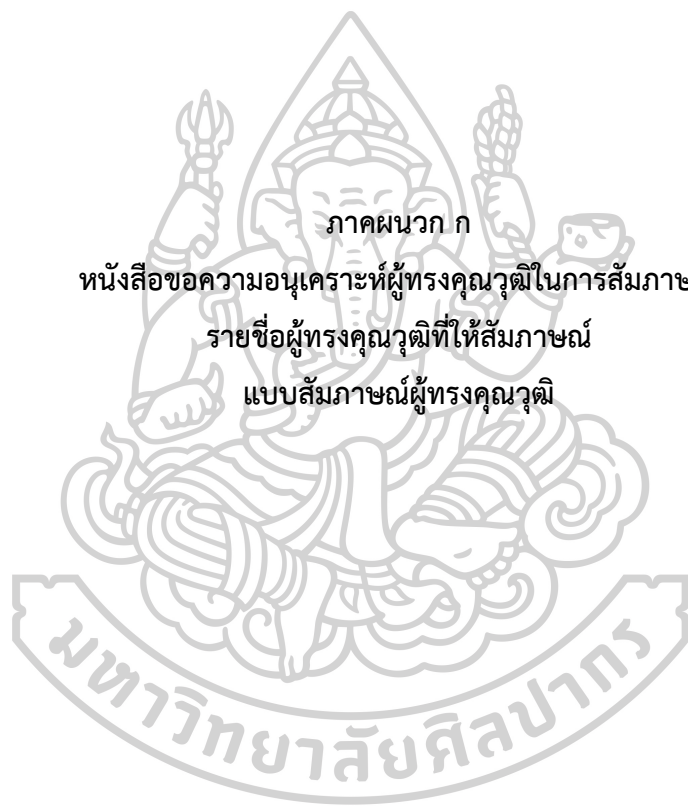 ภาคผนวก ก
หนังสือขอความอนุเคราะห์ผู้ทรงคุณวุฒิในการสัมภาษ
รายชื่อผู้ทรงคุณวุฒิที่ให้สัมภาษณ์
แบบสัมภาษณ์ผู้ทรงคุณวุฒิ
มหาวิทยาลัยศิลปากร